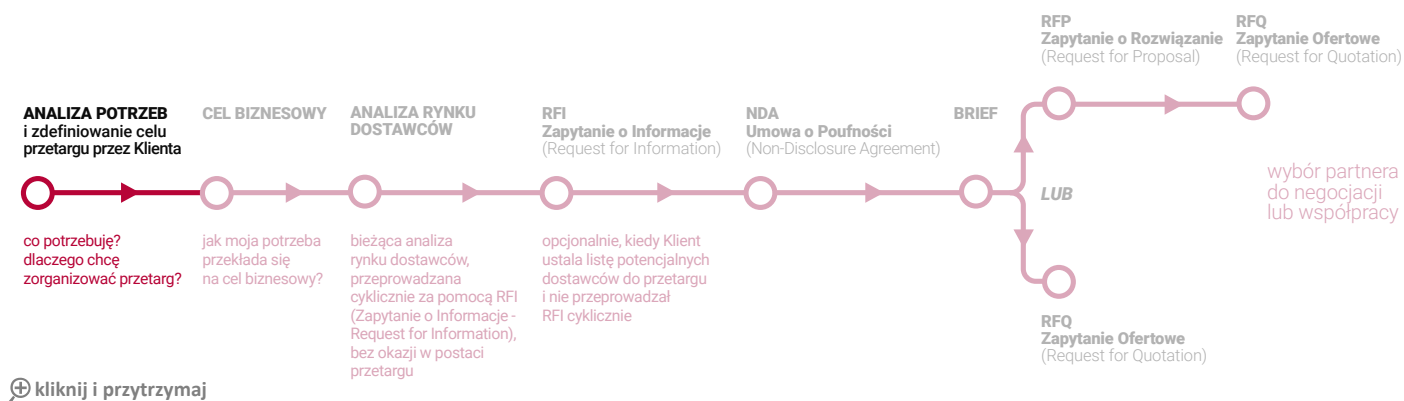 ANALIZA POTRZEB
i zdefiniowanie celu
przetargu przez Klienta
co potrzebuję?
dlaczego chcę
zorganizować przetarg?
CEL BIZNESOWY
jak moja potrzeba
przekłada się
na cel biznesowy?
ANALIZA RYNKU
DOSTAWCÓW
bieżąca analiza
rynku dostawców,
przeprowadzana
cyklicznie za pomocą RFI
(Zapytanie o Informacje -
Request for Information),
bez okazji w postaci
przetargu
RFI
Zapytanie o Informacje
(Request for Information)
opcjonalnie, kiedy Klient
ustala listę potencjalnych
dostawców do przetargu
i nie przeprowadzał
RFI cyklicznie
NDA
Umowa o Poufności
(Non-Disclosure Agreement)
BRIEF
RFP
Zapytanie o Rozwiązanie
(Request for Proposal)
RFQ
Zapytanie Ofertowe
(Request for Quotation)
LUB
RFQ
Zapytanie Ofertowe
(Request for Quotation)
wybór partnera
do negocjacji
lub współpracy
kliknij i przytrzymaj